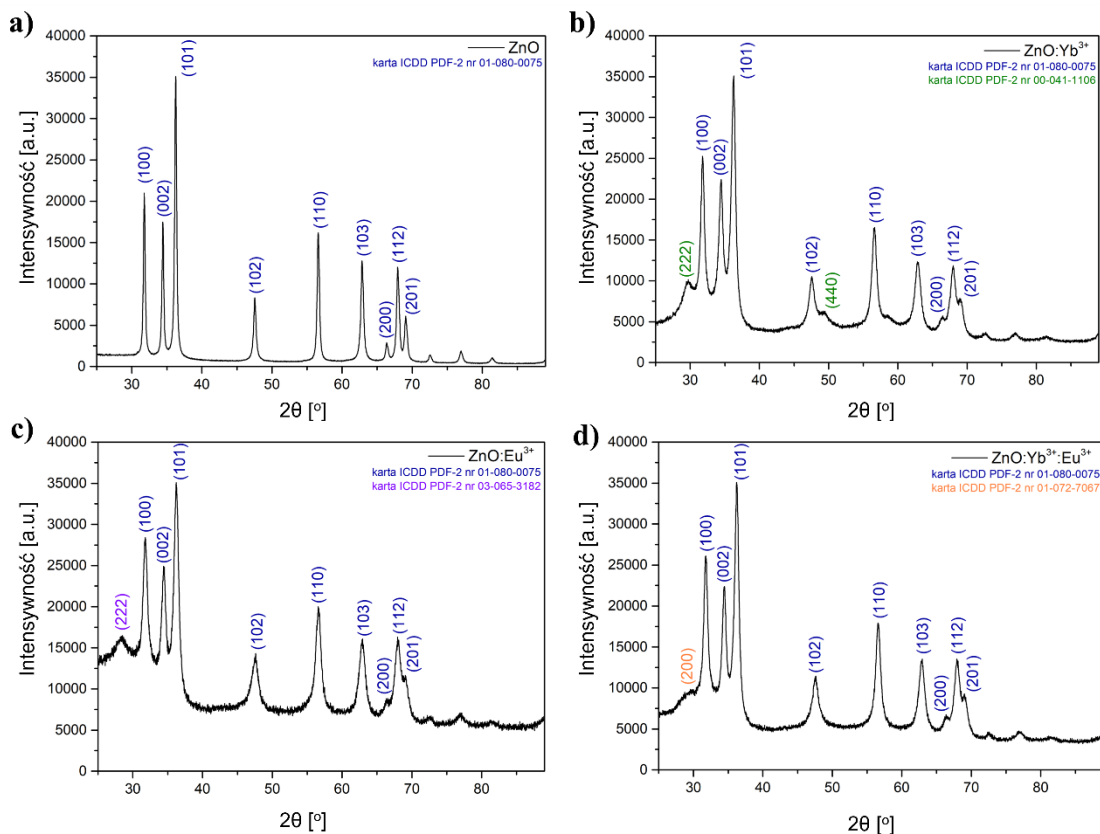 a)
ZnO
karta ICDD PDF-2 nr 01-080-0075
Intensywność [a.u.]
40000
35000
30000
25000
20000
15000
10000
5000
0
(100)
(002)
(101)
(102)
(110)
(103)
(200)
(112)
(201)
30 40 50 60 70 80
2θ [°]
b)
ZnO:Yb³⁺
karta ICDD PDF-2 nr 01-080-0075
karta ICDD PDF-2 nr 00-041-1106
Intensywność [a.u.]
40000
35000
30000
25000
20000
15000
10000
5000
0
(222)
(100)
(002)
(101)
(102)
(440)
(110)
(103)
(200)
(112)
(201)
30 40 50 60 70 80
2θ [°]
c)
ZnO:Eu³⁺
karta ICDD PDF-2 nr 01-080-0075
karta ICDD PDF-2 nr 03-065-3182
Intensywność [a.u.]
40000
35000
30000
25000
20000
15000
10000
5000
0
(222)
(100)
(002)
(101)
(102)
(110)
(103)
(200)
(112)
(201)
30 40 50 60 70 80
2θ [°]
d)
ZnO:Yb³⁺:Eu³⁺
karta ICDD PDF-2 nr 01-080-0075
karta ICDD PDF-2 nr 01-072-7067
Intensywność [a.u.]
40000
35000
30000
25000
20000
15000
10000
5000
0
(200)
(100)
(002)
(101)
(102)
(110)
(103)
(200)
(112)
(201)
30 40 50 60 70 80
2θ [°]